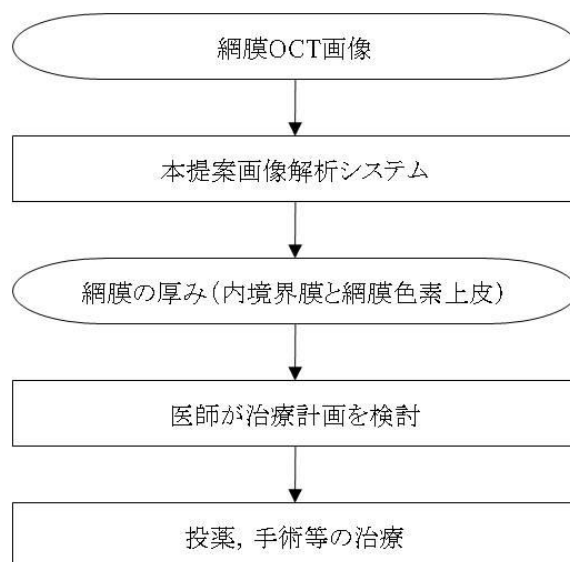 網膜OCT画像
本提案画像解析システム
網膜の厚み(内境界膜と網膜色素上皮)
医師が治療計画を検討
投薬, 手術等の治療